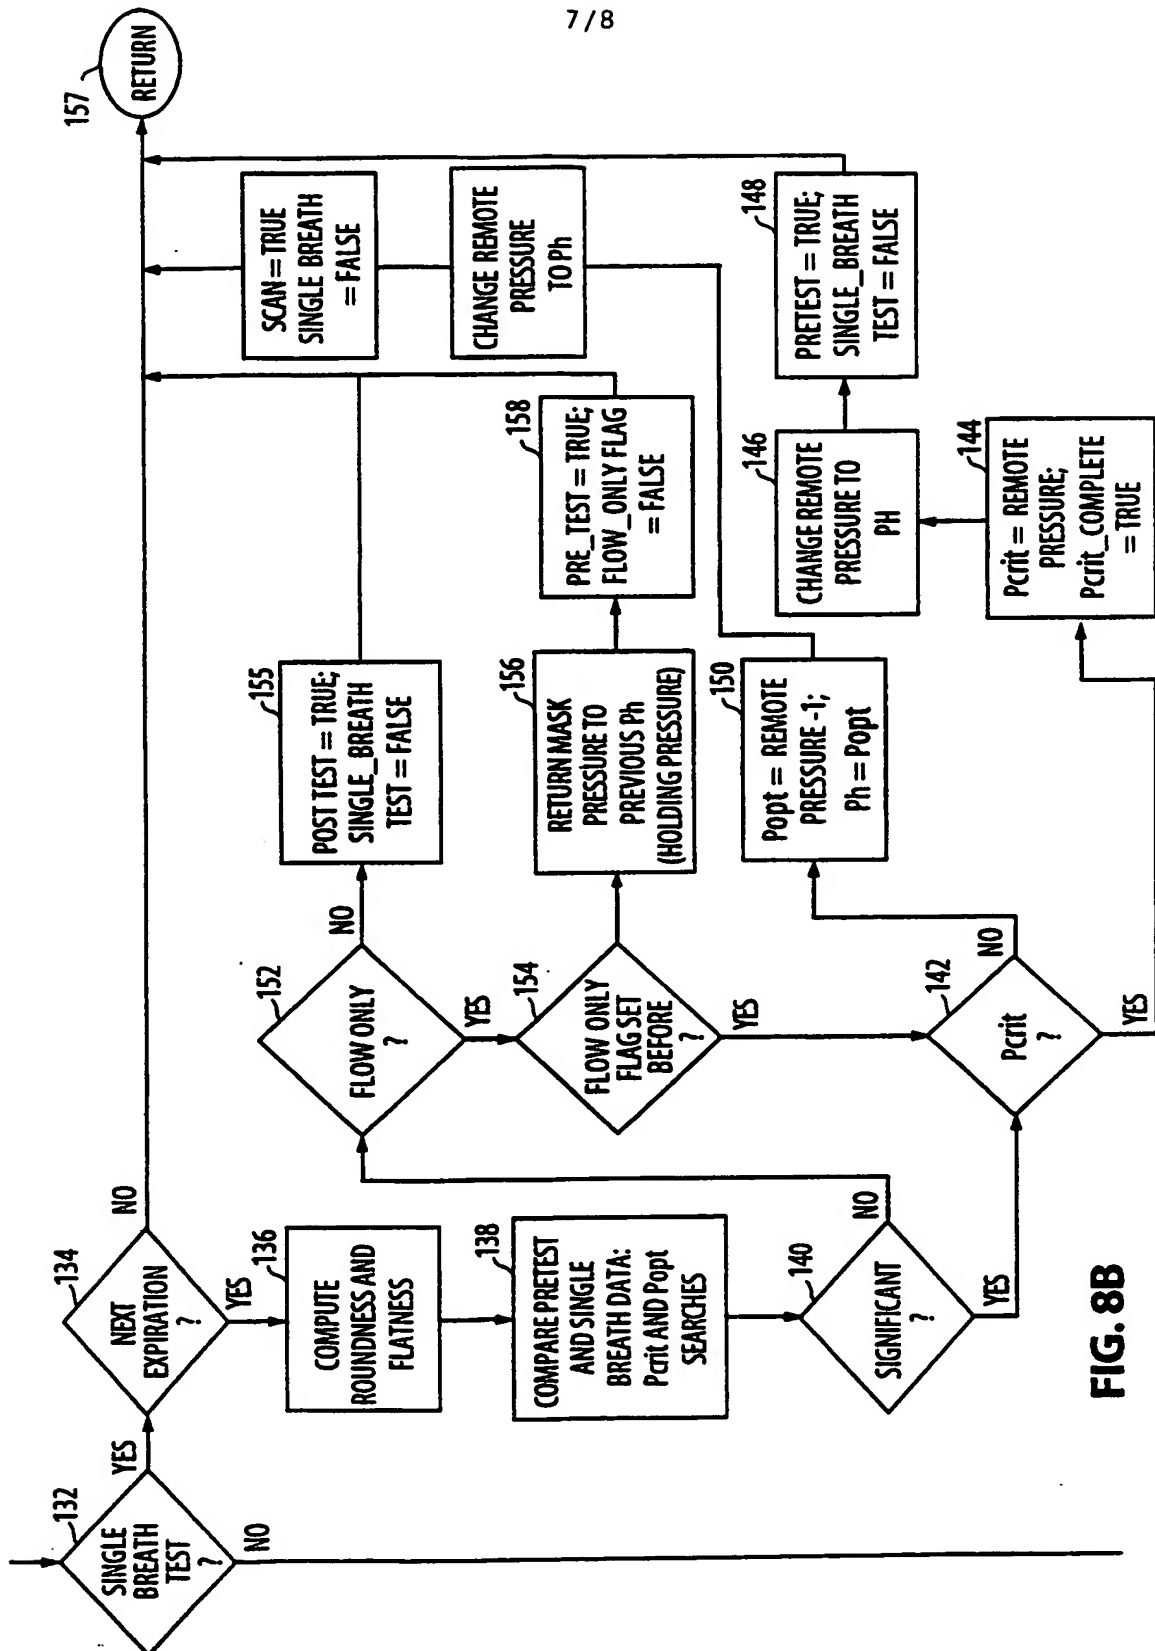 7/8
132
SINGLE
BREATH
TEST
?
YES
NO
134
NEXT
EXPIRATION
?
NO
YES
157
RETURN
136
COMPUTE
ROUNDNESS AND
FLATNESS
138
COMPARE PRETEST
AND SINGLE
BREATH DATA:
Pcrit AND Popt
SEARCHES
140
SIGNIFICANT
?
NO
YES
152
FLOW ONLY
?
NO
YES
155
POST TEST = TRUE;
SINGLE_BREATH
TEST = FALSE
154
FLOW ONLY
FLAG SET
BEFORE
?
YES
156
RETURN MASK
PRESSURE TO
PREVIOUS Ph
(HOLDING PRESSURE)
158
PRE_TEST = TRUE;
FLOW_ONLY FLAG
= FALSE
142
Pcrit
?
NO
YES
150
Popt = REMOTE
PRESSURE -1;
Ph = Popt
CHANGE REMOTE
PRESSURE
TO Ph
SCAN = TRUE
SINGLE BREATH
= FALSE
144
Pcrit = REMOTE
PRESSURE;
Pcrit_COMPLETE
= TRUE
146
CHANGE REMOTE
PRESSURE TO
PH
148
PRETEST = TRUE;
SINGLE_BREATH
TEST = FALSE
FIG. 8B